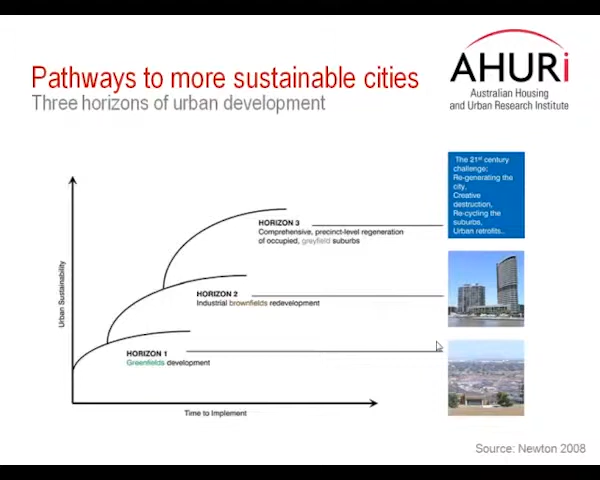 Pathways to more sustainable cities
Three horizons of urban development
AHURi
Australian Housing
and Urban Research Institute
The 21st century
challenge:
Re-generating the
city,
Creative
destruction,
Re-cycling the
suburbs,
Urban retrofits..
HORIZON 3
Comprehensive, precinct-level regeneration
of occupied, greyfield suburbs
HORIZON 2
Industrial brownfields redevelopment
HORIZON 1
Greenfields development
Urban Sustainability
Time to Implement
Source: Newton 2008